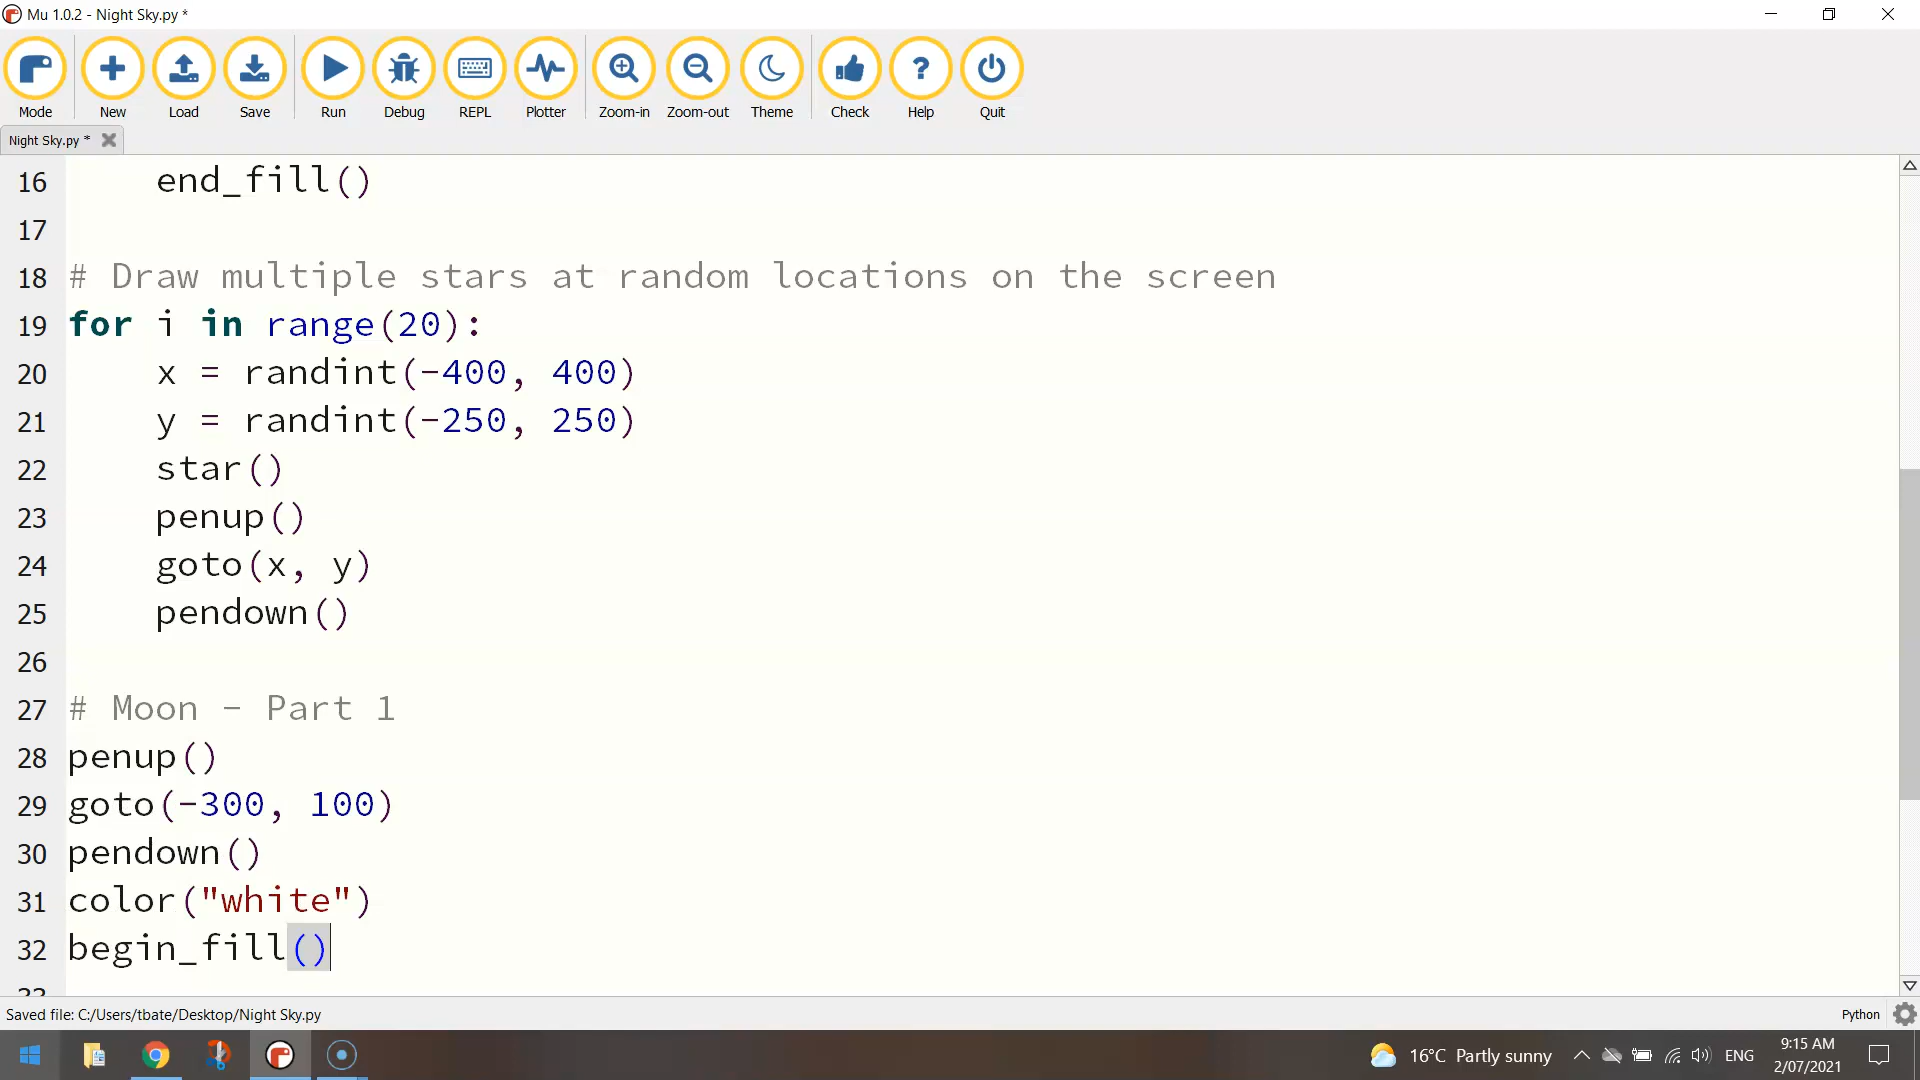 Mu 1.0.2 - Night Sky.py *
Mode New Load Save Run Debug REPL Plotter Zoom-in Zoom-out Theme Check Help Quit
Night Sky.py *
16     end_fill()
17
18 # Draw multiple stars at random locations on the screen
19 for i in range(20):
20     x = randint(-400, 400)
21     y = randint(-250, 250)
22     star()
23     penup()
24     goto(x, y)
25     pendown()
26
27 # Moon - Part 1
28 penup()
29 goto(-300, 100)
30 pendown()
31 color("white")
32 begin_fill()
Saved file: C:/Users/tbate/Desktop/Night Sky.py
Python
16°C Partly sunny
ENG
9:15 AM
2/07/2021